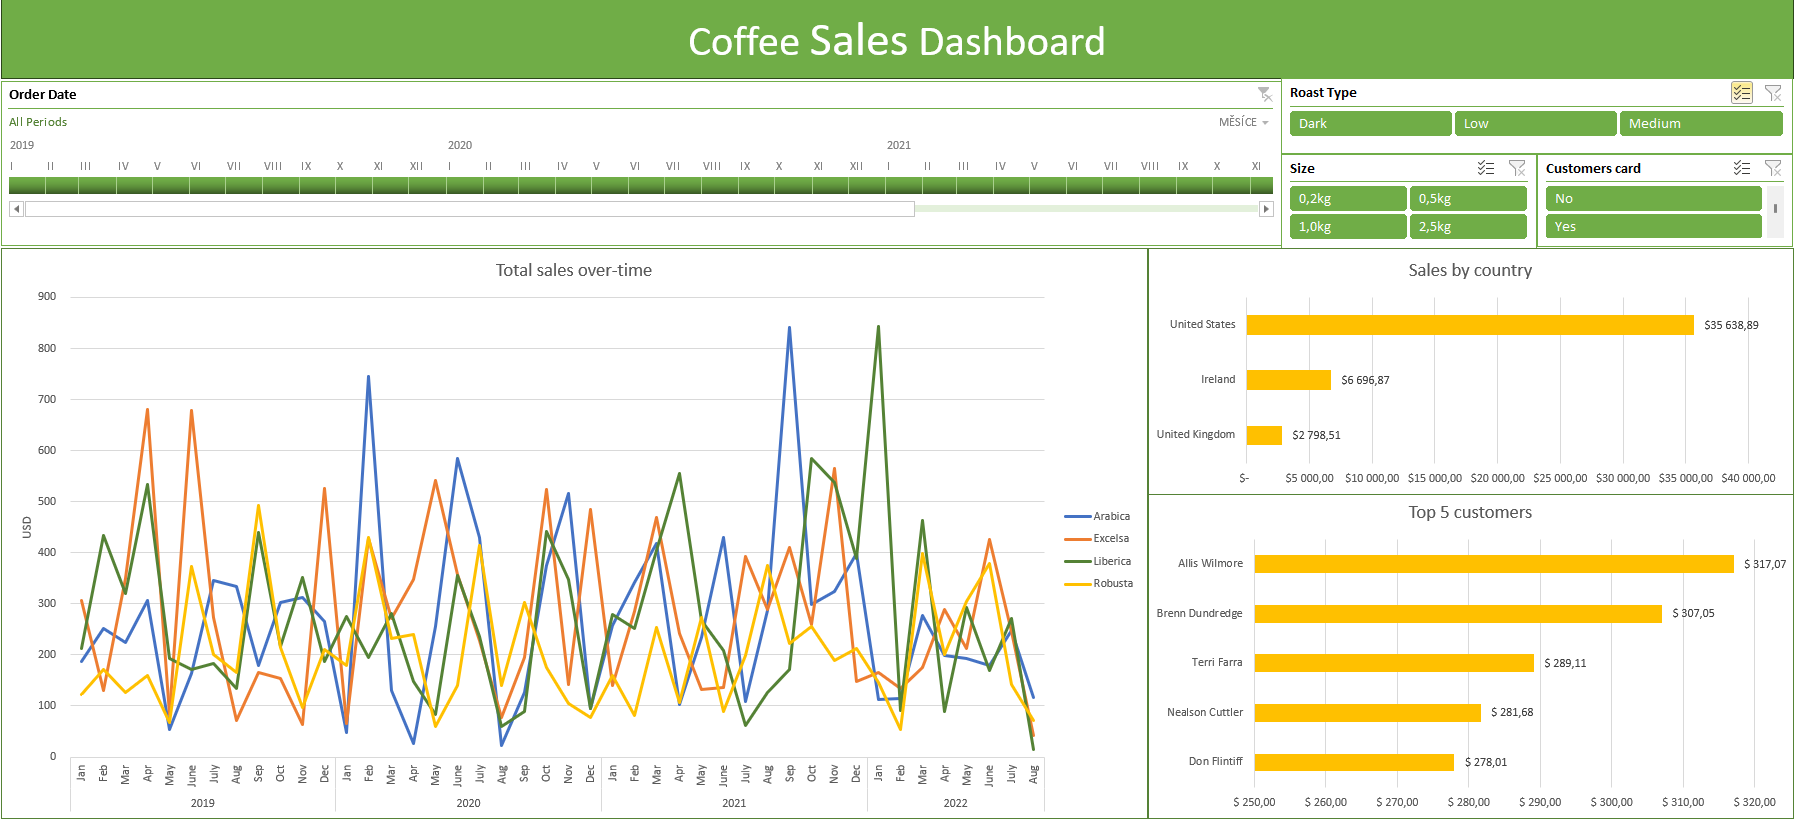 Coffee Sales Dashboard
Order Date
All Periods
MĚSÍCE
2019 2020 2021
I II III IV V VI VII VIII IX X XI XII I II III IV V VI VII VIII IX X XI XII I II III IV V VI VII VIII IX X XI
Roast Type
Dark Low Medium
Size
0,2kg 0,5kg
1,0kg 2,5kg
Customers card
No
Yes
Total sales over-time
900
800
700
600
500
400
300
200
100
0
USD
Jan Feb Mar Apr May June July Aug Sep Oct Nov Dec Jan Feb Mar Apr May June July Aug Sep Oct Nov Dec Jan Feb Mar Apr May June July Aug Sep Oct Nov Dec Jan Feb Mar Apr May June July Aug
2019 2020 2021 2022
Arabica
Excelsa
Liberica
Robusta
Sales by country
United States $35 638,89
Ireland $6 696,87
United Kingdom $2 798,51
$- $5 000,00 $10 000,00 $15 000,00 $20 000,00 $25 000,00 $30 000,00 $35 000,00 $40 000,00
Top 5 customers
Allis Wilmore $ 317,07
Brenn Dundredge $ 307,05
Terri Farra $ 289,11
Nealson Cuttler $ 281,68
Don Flintiff $ 278,01
$ 250,00 $ 260,00 $ 270,00 $ 280,00 $ 290,00 $ 300,00 $ 310,00 $ 320,00